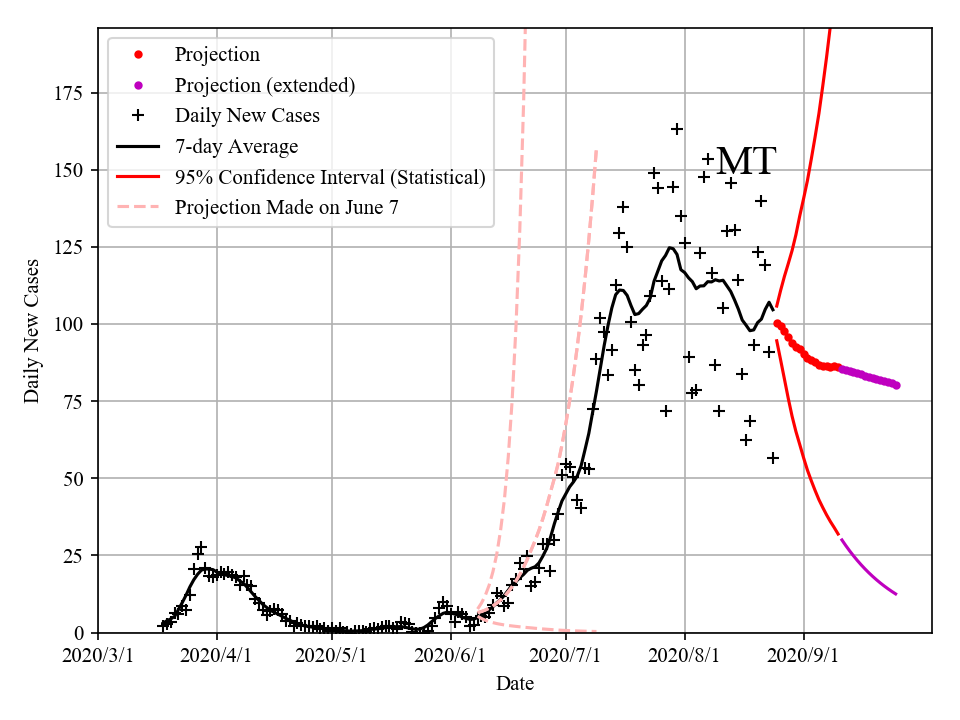 Projection
Projection (extended)
Daily New Cases
7-day Average
95% Confidence Interval (Statistical)
Projection Made on June 7
MT
Daily New Cases
175
150
125
100
75
50
25
0
2020/3/1 2020/4/1 2020/5/1 2020/6/1 2020/7/1 2020/8/1 2020/9/1
Date